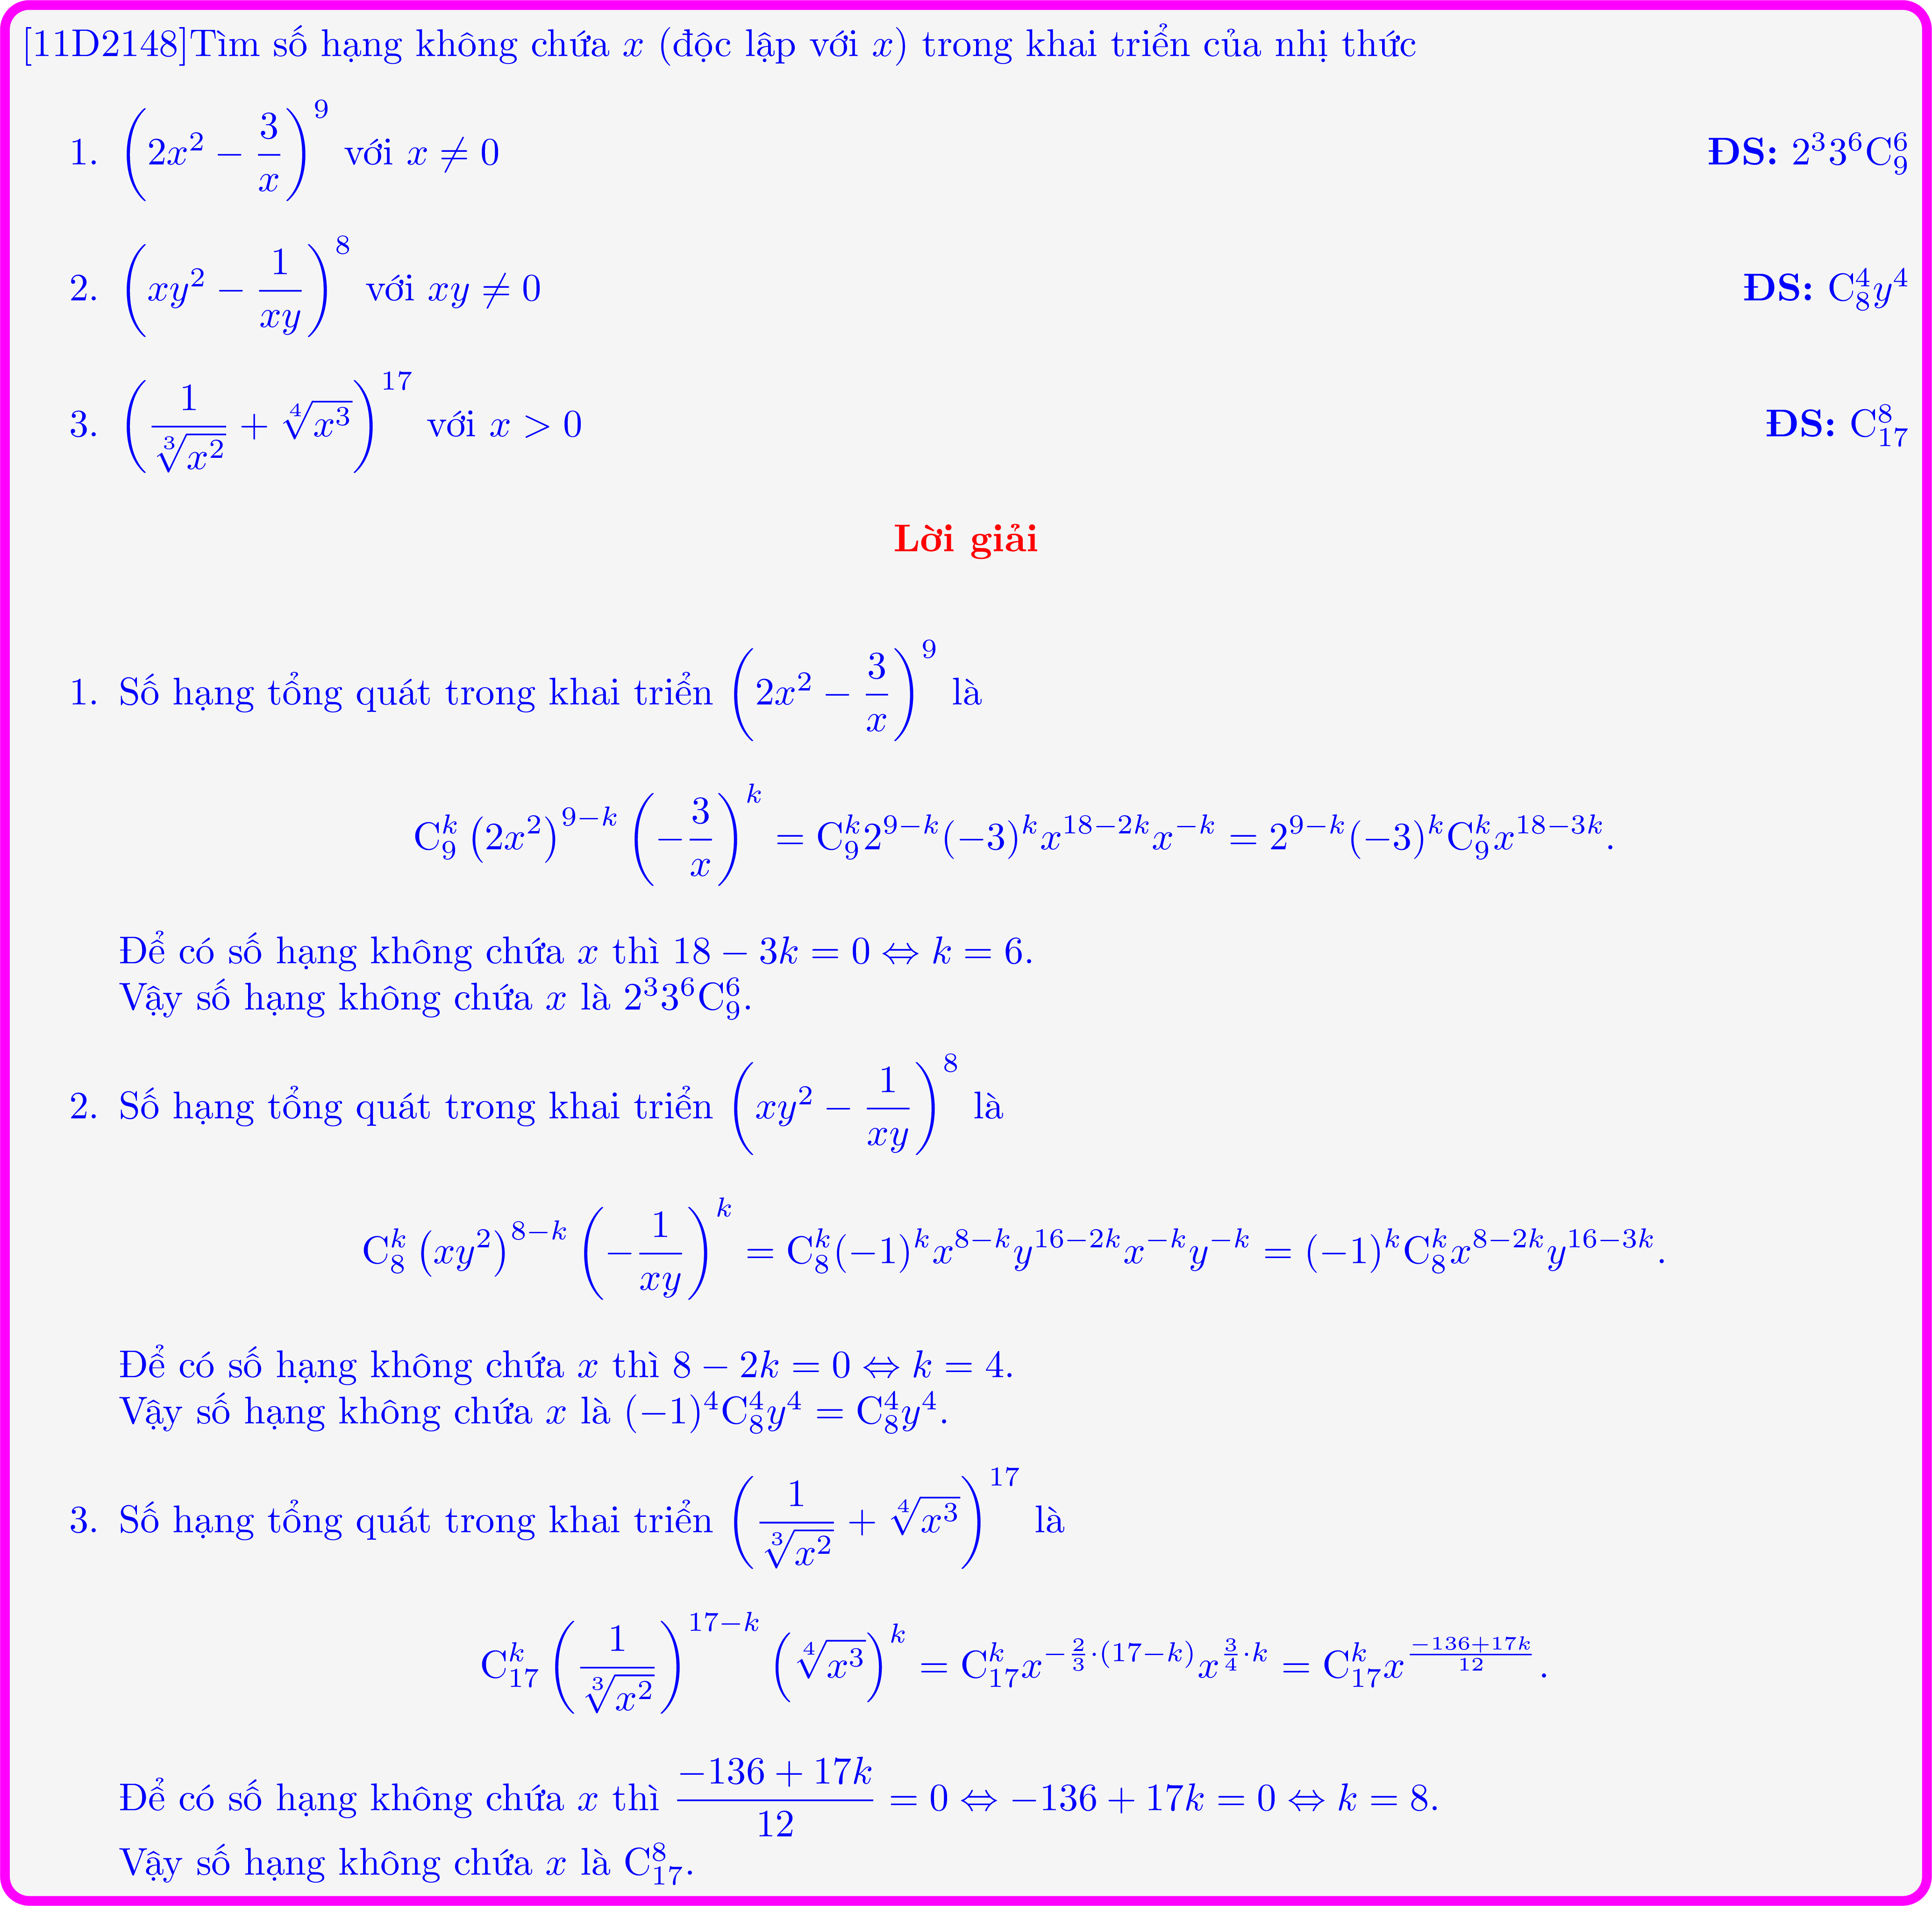 [11D2148]Tìm số hạng không chứa $x$ (độc lập với $x$) trong khai triển của nhị thức
1. $\left(2x^2-\dfrac{3}{x}\right)^9$ với $x\neq 0$ ĐS: $2^33^6\mathrm{C}_9^6$
2. $\left(xy^2-\dfrac{1}{xy}\right)^8$ với $xy\neq 0$ ĐS: $\mathrm{C}_8^4y^4$
3. $\left(\dfrac{1}{\sqrt[3]{x^2}}+\sqrt[4]{x^3}\right)^{17}$ với $x>0$ ĐS: $\mathrm{C}_{17}^8$
Lời giải
1. Số hạng tổng quát trong khai triển $\left(2x^2-\dfrac{3}{x}\right)^9$ là
$\mathrm{C}_9^k\left(2x^2\right)^{9-k}\left(-\dfrac{3}{x}\right)^k=\mathrm{C}_9^k2^{9-k}(-3)^kx^{18-2k}x^{-k}=2^{9-k}(-3)^k\mathrm{C}_9^kx^{18-3k}.$
Để có số hạng không chứa $x$ thì $18-3k=0\Leftrightarrow k=6$.
Vậy số hạng không chứa $x$ là $2^33^6\mathrm{C}_9^6$.
2. Số hạng tổng quát trong khai triển $\left(xy^2-\dfrac{1}{xy}\right)^8$ là
$\mathrm{C}_8^k\left(xy^2\right)^{8-k}\left(-\dfrac{1}{xy}\right)^k=\mathrm{C}_8^k(-1)^kx^{8-k}y^{16-2k}x^{-k}y^{-k}=(-1)^k\mathrm{C}_8^kx^{8-2k}y^{16-3k}.$
Để có số hạng không chứa $x$ thì $8-2k=0\Leftrightarrow k=4$.
Vậy số hạng không chứa $x$ là $(-1)^4\mathrm{C}_8^4y^4=\mathrm{C}_8^4y^4$.
3. Số hạng tổng quát trong khai triển $\left(\dfrac{1}{\sqrt[3]{x^2}}+\sqrt[4]{x^3}\right)^{17}$ là
$\mathrm{C}_{17}^k\left(\dfrac{1}{\sqrt[3]{x^2}}\right)^{17-k}\left(\sqrt[4]{x^3}\right)^k=\mathrm{C}_{17}^kx^{-\frac{2}{3}\cdot(17-k)}x^{\frac{3}{4}\cdot k}=\mathrm{C}_{17}^kx^{\frac{-136+17k}{12}}.$
Để có số hạng không chứa $x$ thì $\dfrac{-136+17k}{12}=0\Leftrightarrow -136+17k=0\Leftrightarrow k=8$.
Vậy số hạng không chứa $x$ là $\mathrm{C}_{17}^8$.